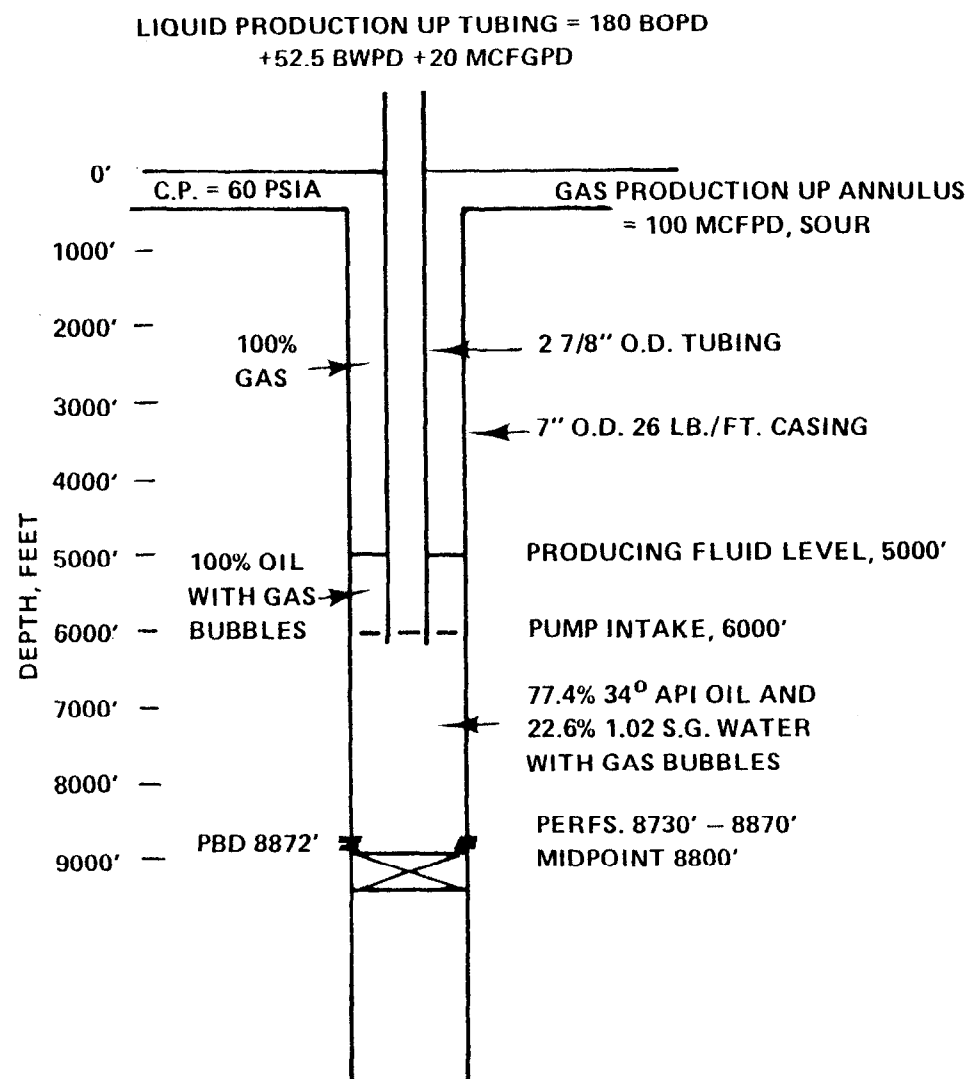 LIQUID PRODUCTION UP TUBING = 180 BOPD
+52.5 BWPD +20 MCFGPD
0'
C.P. = 60 PSIA
GAS PRODUCTION UP ANNULUS
= 100 MCFPD, SOUR
1000'
2000'
100%
GAS
2 7/8" O.D. TUBING
3000'
7" O.D. 26 LB./FT. CASING
4000'
DEPTH, FEET
5000'
100% OIL
WITH GAS
BUBBLES
PRODUCING FLUID LEVEL, 5000'
6000'
PUMP INTAKE, 6000'
7000'
77.4% 34° API OIL AND
22.6% 1.02 S.G. WATER
WITH GAS BUBBLES
8000'
PBD 8872'
PERFS. 8730' – 8870'
MIDPOINT 8800'
9000'